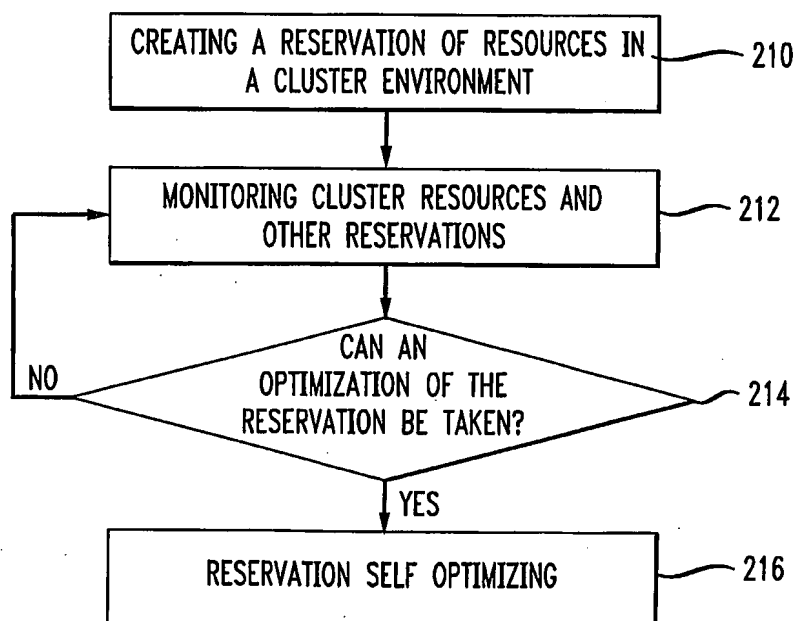 CREATING A RESERVATION OF RESOURCES IN
A CLUSTER ENVIRONMENT
210
MONITORING CLUSTER RESOURCES AND
OTHER RESERVATIONS
212
CAN AN
OPTIMIZATION OF THE
RESERVATION BE TAKEN?
214
NO
YES
RESERVATION SELF OPTIMIZING
216